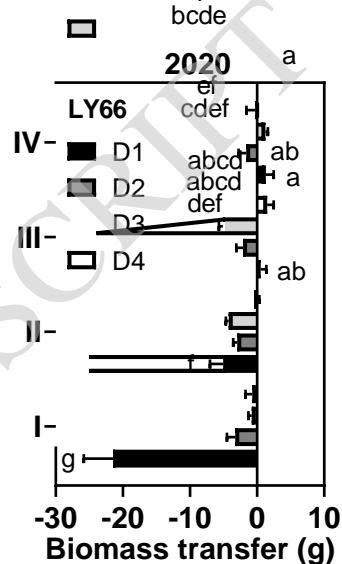 bcde
2020
a
ef
LY66
cdef
IV
D1
abcd
ab
D2
abcd
a
def
D3
III
D4
ab
II
f
I
g
-30 -20 -10 0 10
Biomass transfer (g)
SCRIPT